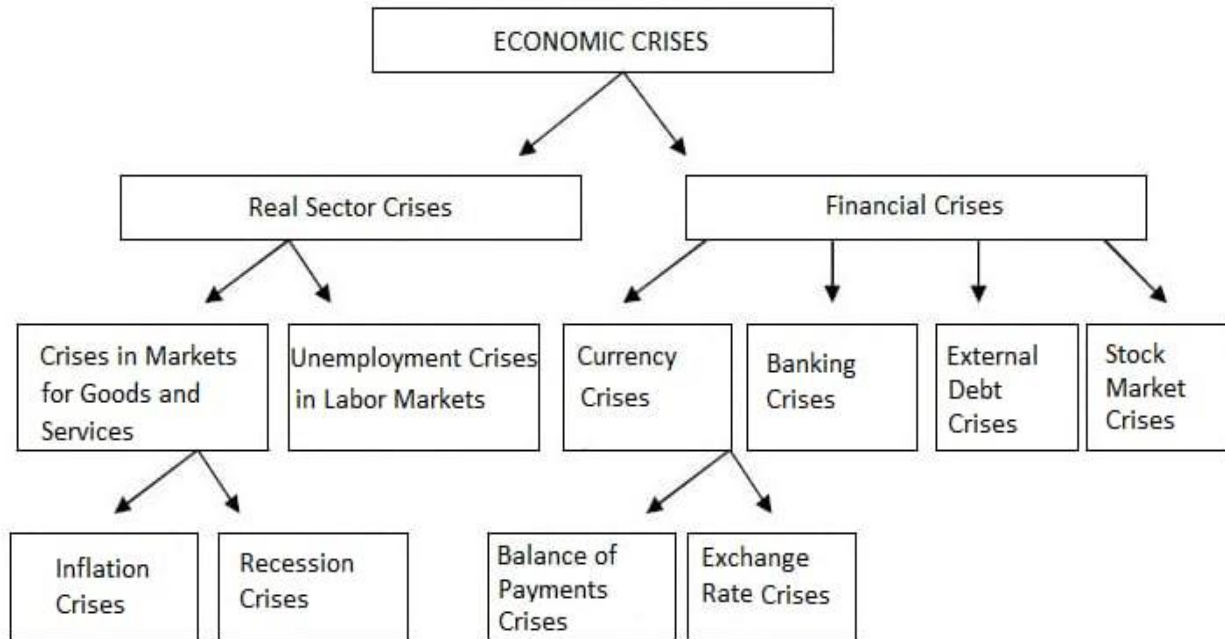 ECONOMIC CRISES
Real Sector Crises
Financial Crises
Crises in Markets
for Goods and
Services
Unemployment Crises
in Labor Markets
Currency
Crises
Banking
Crises
External
Debt
Crises
Stock
Market
Crises
Inflation
Crises
Recession
Crises
Balance of
Payments
Crises
Exchange
Rate Crises